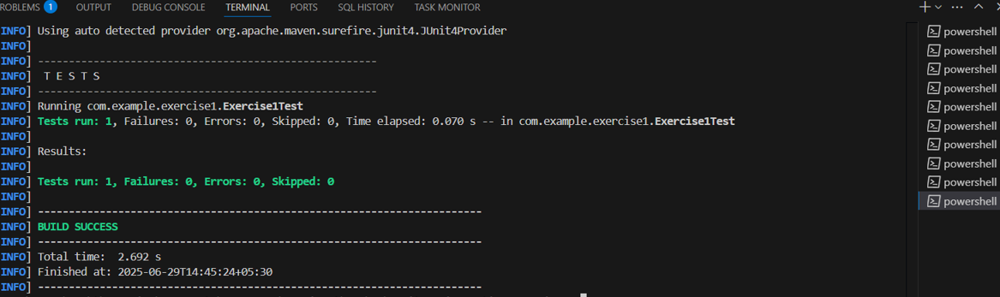 ROBLEMS 1 OUTPUT DEBUG CONSOLE TERMINAL PORTS SQL HISTORY TASK MONITOR
INFO] Using auto detected provider org.apache.maven.surefire.junit4.JUnit4Provider
INFO]
INFO] -------------------------------------------------------
INFO]  T E S T S
INFO] -------------------------------------------------------
INFO] Running com.example.exercise1.Exercise1Test
INFO] Tests run: 1, Failures: 0, Errors: 0, Skipped: 0, Time elapsed: 0.070 s -- in com.example.exercise1.Exercise1Test
INFO]
INFO] Results:
INFO]
INFO] Tests run: 1, Failures: 0, Errors: 0, Skipped: 0
INFO]
INFO] ------------------------------------------------------------------------
INFO] BUILD SUCCESS
INFO] ------------------------------------------------------------------------
INFO] Total time:  2.692 s
INFO] Finished at: 2025-06-29T14:45:24+05:30
INFO] ------------------------------------------------------------------------
powershell
powershell
powershell
powershell
powershell
powershell
powershell
powershell
powershell
powershell